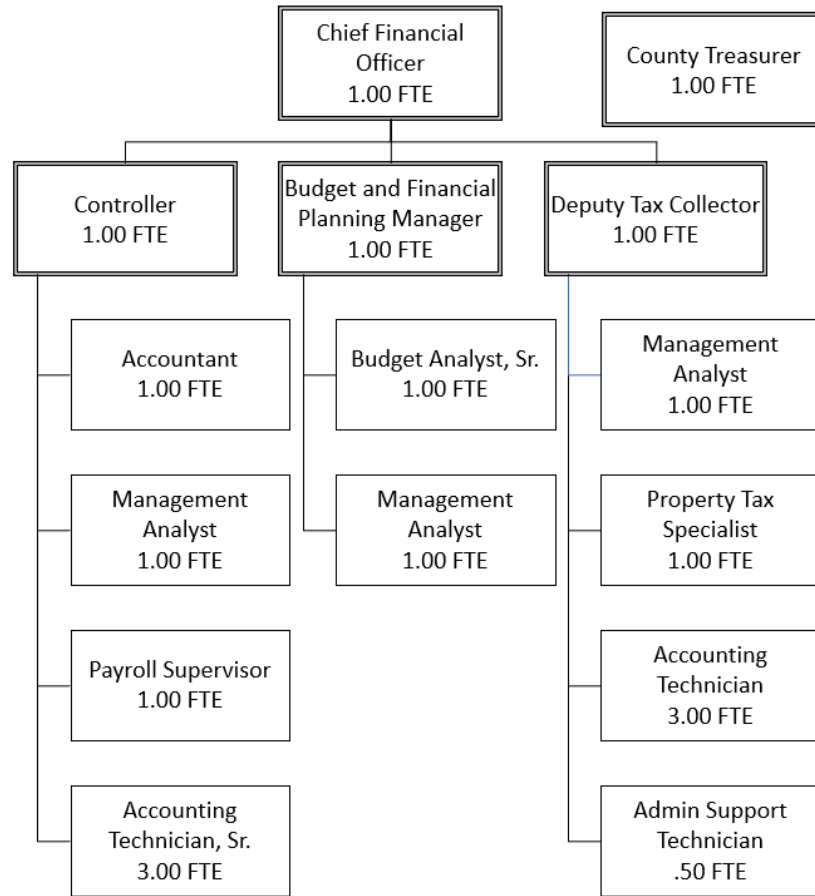 Chief Financial
Officer
1.00 FTE
County Treasurer
1.00 FTE
Controller
1.00 FTE
Budget and Financial
Planning Manager
1.00 FTE
Deputy Tax Collector
1.00 FTE
Accountant
1.00 FTE
Budget Analyst, Sr.
1.00 FTE
Management
Analyst
1.00 FTE
Management
Analyst
1.00 FTE
Management
Analyst
1.00 FTE
Property Tax
Specialist
1.00 FTE
Payroll Supervisor
1.00 FTE
Accounting
Technician
3.00 FTE
Accounting
Technician, Sr.
3.00 FTE
Admin Support
Technician
.50 FTE